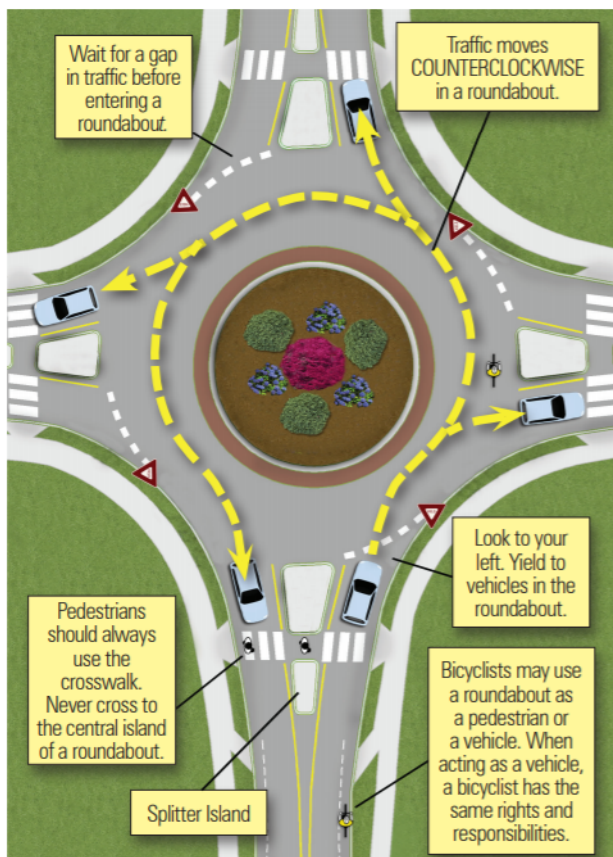 Wait for a gap
in traffic before
entering a
roundabout.
Traffic moves
COUNTERCLOCKWISE
in a roundabout.
Look to your
left. Yield to
vehicles in the
roundabout.
Pedestrians
should always
use the
crosswalk.
Never cross to
the central island
of a roundabout.
Splitter Island
Bicyclists may use
a roundabout as
a pedestrian or
a vehicle. When
acting as a vehicle,
a bicyclist has the
same rights and
responsibilities.